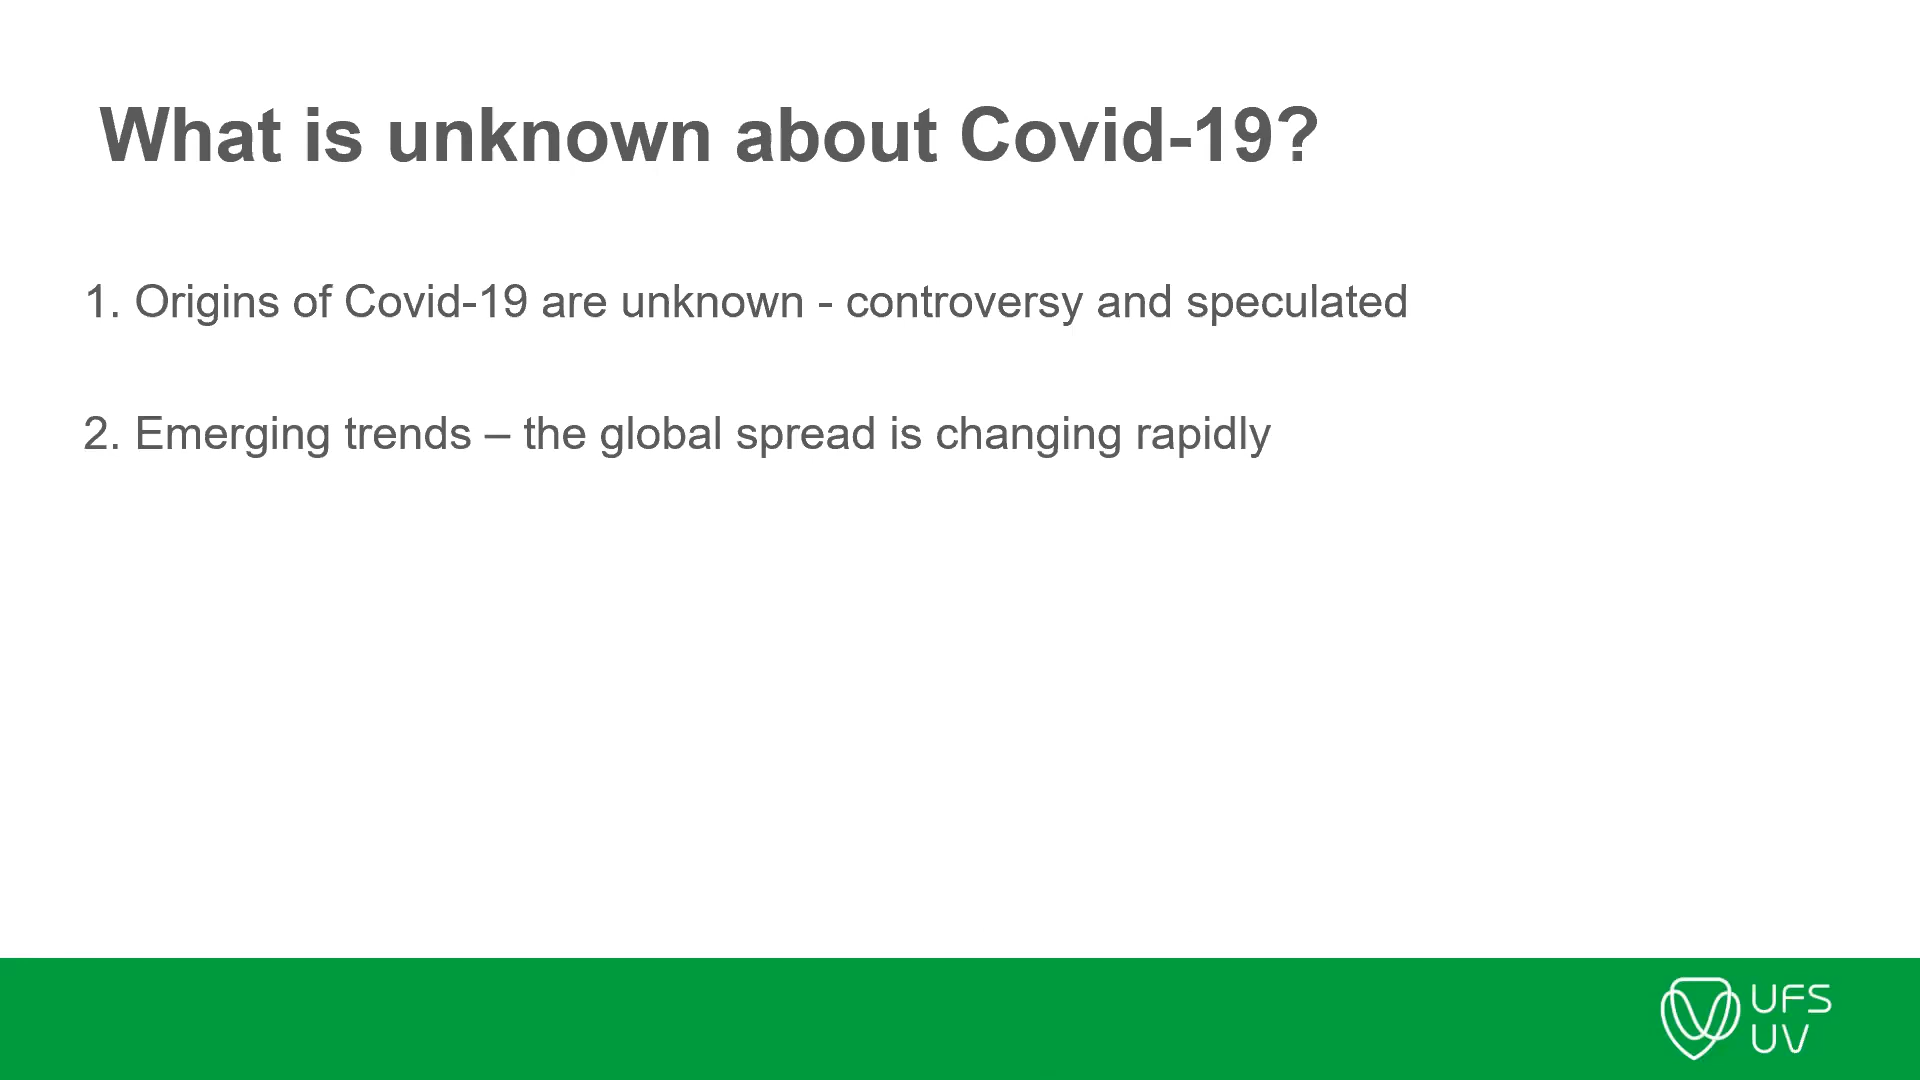 What is unknown about Covid-19?
1. Origins of Covid-19 are unknown - controversy and speculated
2. Emerging trends – the global spread is changing rapidly
UFS
UV